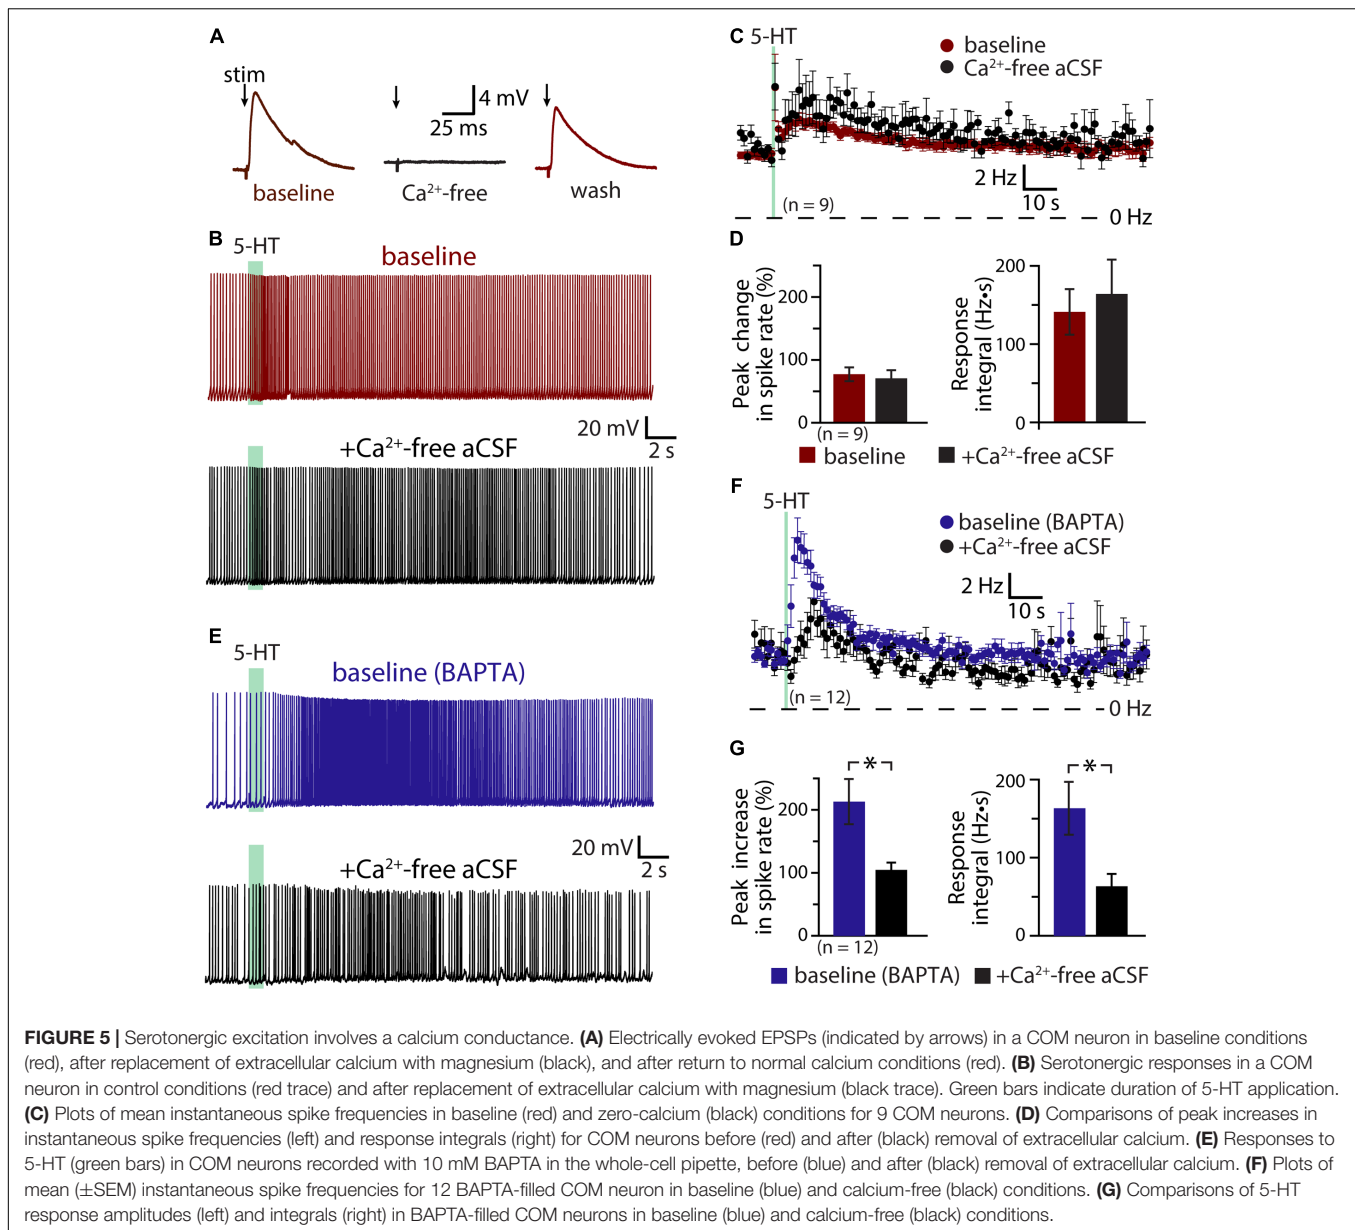 A
stim
4 mV
25 ms
baseline
Ca²⁺-free
wash
B
5-HT
baseline
20 mV
2 s
+Ca²⁺-free aCSF
E
5-HT
baseline (BAPTA)
20 mV
2 s
+Ca²⁺-free aCSF
C
5-HT
baseline
Ca²⁺-free aCSF
2 Hz
10 s
(n = 9)
0 Hz
D
Peak change
in spike rate (%)
200
100
0
(n = 9)
Response
integral (Hz•s)
200
100
0
baseline
+Ca²⁺-free aCSF
F
5-HT
baseline (BAPTA)
+Ca²⁺-free aCSF
2 Hz
10 s
(n = 12)
0 Hz
G
Peak increase
in spike rate (%)
200
100
0
*
(n = 12)
Response
integral (Hz•s)
200
100
0
*
baseline (BAPTA)
+Ca²⁺-free aCSF
FIGURE 5 | Serotonergic excitation involves a calcium conductance. (A) Electrically evoked EPSPs (indicated by arrows) in a COM neuron in baseline conditions
(red), after replacement of extracellular calcium with magnesium (black), and after return to normal calcium conditions (red). (B) Serotonergic responses in a COM
neuron in control conditions (red trace) and after replacement of extracellular calcium with magnesium (black trace). Green bars indicate duration of 5-HT application.
(C) Plots of mean instantaneous spike frequencies in baseline (red) and zero-calcium (black) conditions for 9 COM neurons. (D) Comparisons of peak increases in
instantaneous spike frequencies (left) and response integrals (right) for COM neurons before (red) and after (black) removal of extracellular calcium. (E) Responses to
5-HT (green bars) in COM neurons recorded with 10 mM BAPTA in the whole-cell pipette, before (blue) and after (black) removal of extracellular calcium. (F) Plots of
mean (±SEM) instantaneous spike frequencies for 12 BAPTA-filled COM neuron in baseline (blue) and calcium-free (black) conditions. (G) Comparisons of 5-HT
response amplitudes (left) and integrals (right) in BAPTA-filled COM neurons in baseline (blue) and calcium-free (black) conditions.